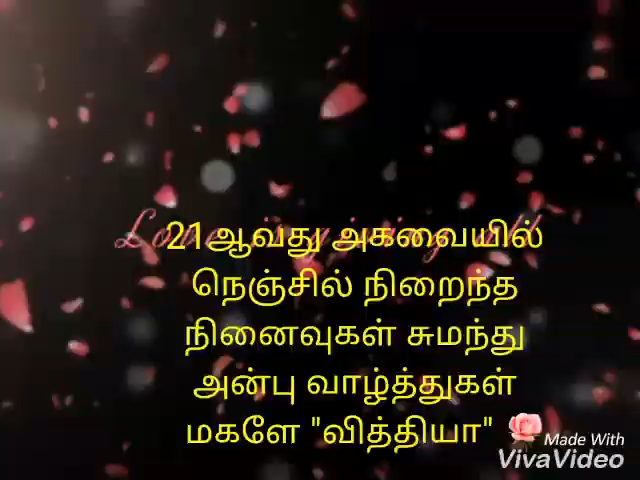 21ஆவது அகவையில்
நெஞ்சில் நிறைந்த
நினைவுகள் சுமந்து
அன்பு வாழ்த்துகள்
மகளே "வித்தியா"
Made With
VivaVideo